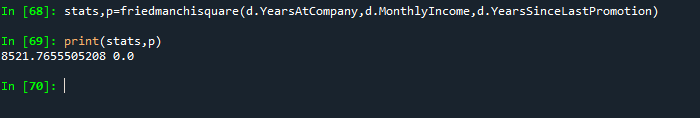 In [68]: stats,p=friedmanchisquare(d.YearsAtCompany,d.MonthlyIncome,d.YearsSinceLastPromotion)
In [69]: print(stats,p)
8521.7655505208 0.0
In [70]: